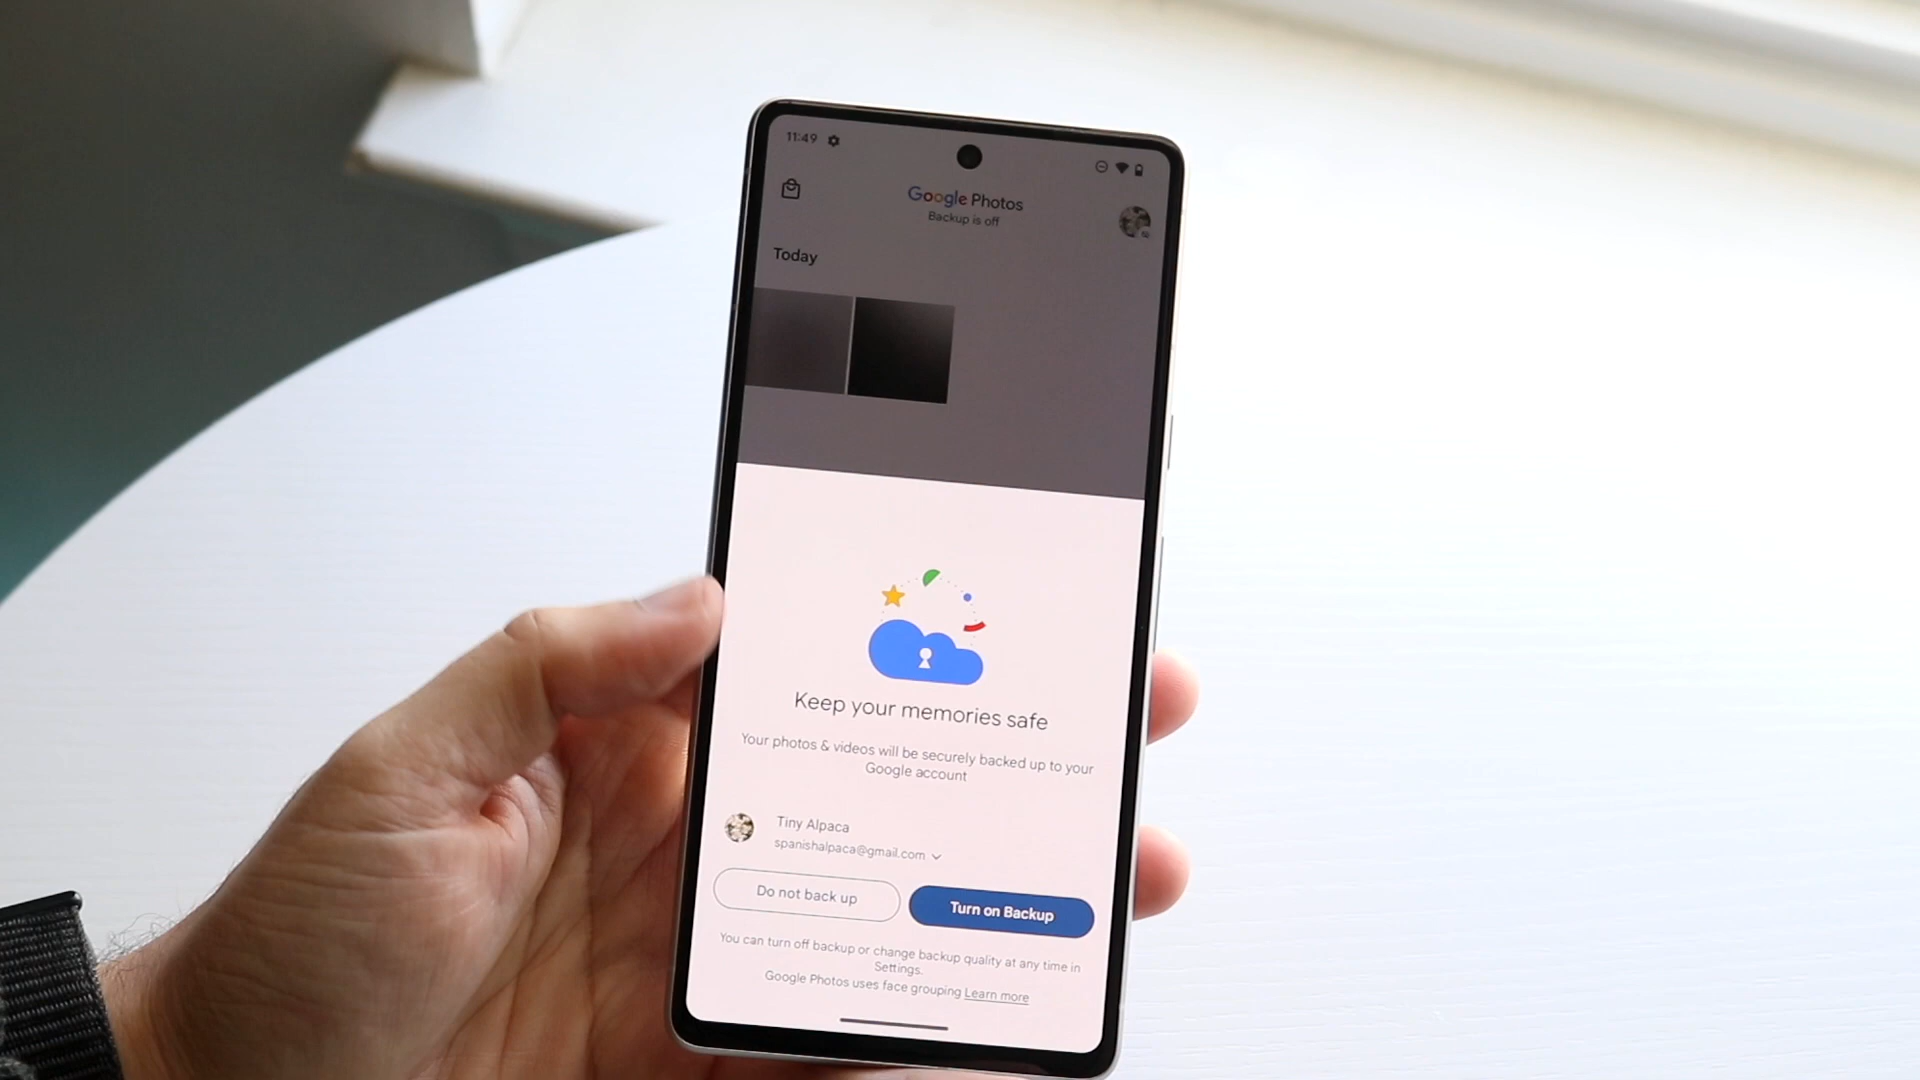 11:49
Google Photos
Backup is off
Today
Keep your memories safe
Your photos & videos will be securely backed up to your
Google account
Tiny Alpaca
spanishalpaca@gmail.com
Do not back up
Turn on Backup
You can turn off backup or change backup quality at any time in
Settings.
Google Photos uses face grouping Learn more